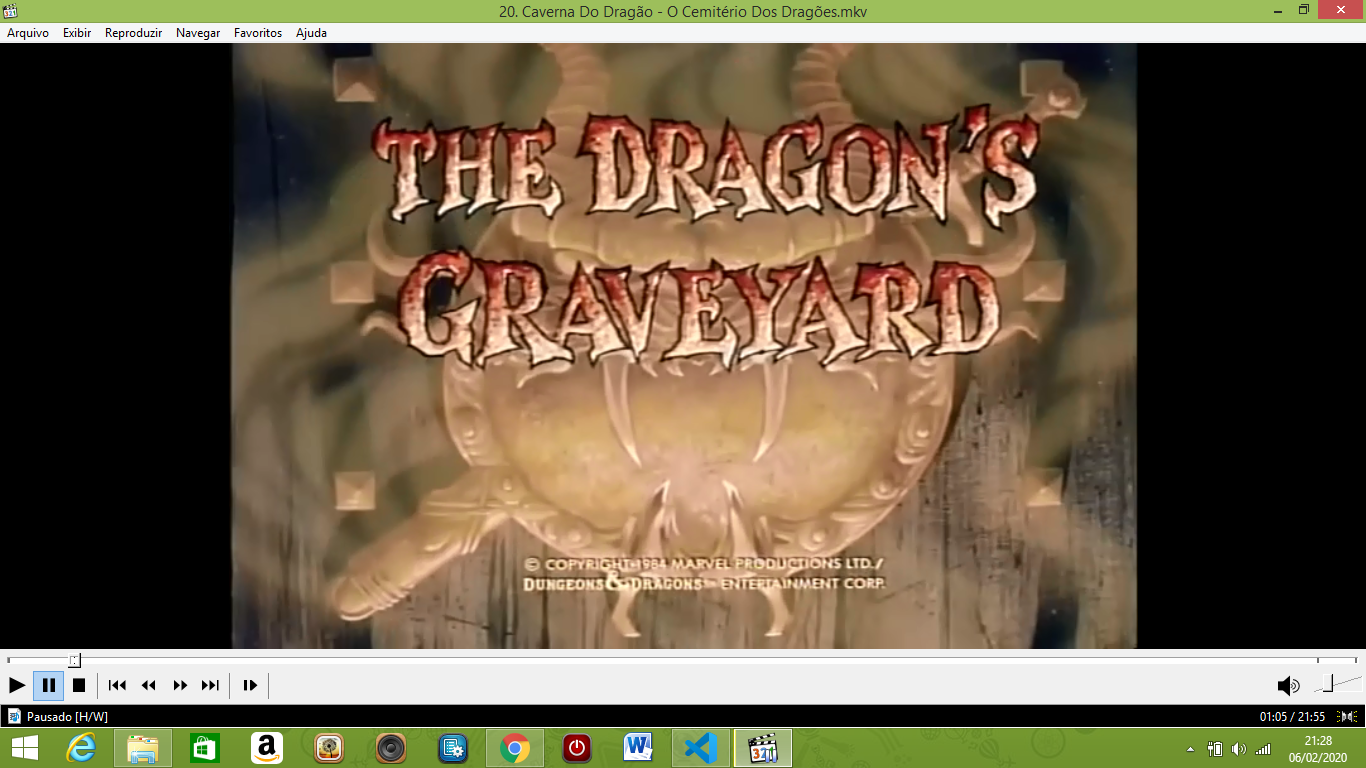 20. Caverna Do Dragão - O Cemitério Dos Dragões.mkv
Arquivo Exibir Reproduzir Navegar Favoritos Ajuda
THE DRAGON'S
GRAVEYARD
© COPYRIGHT 1984 MARVEL PRODUCTIONS LTD./
DUNGEONS & DRAGONS™ ENTERTAINMENT CORP.
Pausado [H/W]
01:05 / 21:55
21:28
06/02/2020